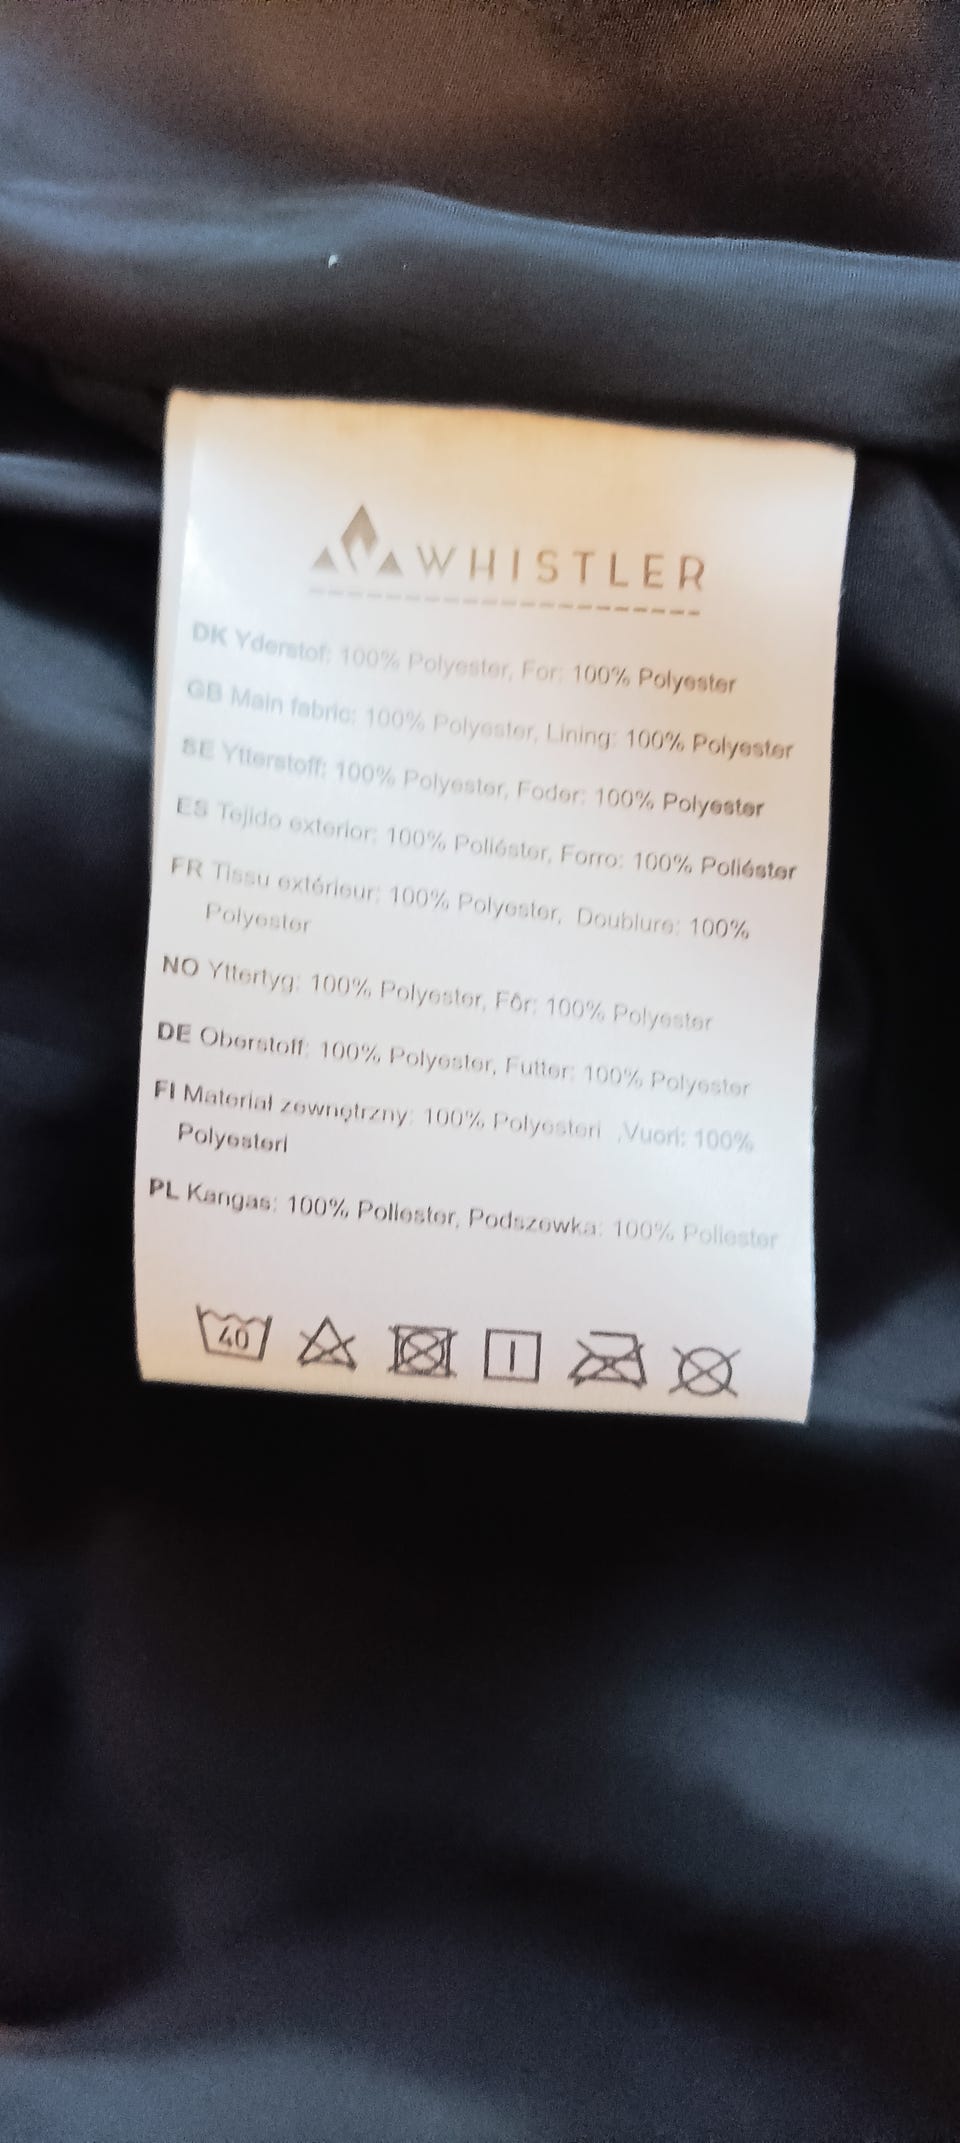 WHISTLER
DK Yderstof: 100% Polyester, For: 100% Polyester
GB Main fabric: 100% Polyester, Lining: 100% Polyester
SE Ytterstoff: 100% Polyester, Foder: 100% Polyester
ES Tejido exterior: 100% Poliéster, Forro: 100% Poliéster
FR Tissu extérieur: 100% Polyester, Doublure: 100%
Polyester
NO Yttertyg: 100% Polyester, Fôr: 100% Polyester
DE Oberstoff: 100% Polyester, Futter: 100% Polyester
FI Materiał zewnętrzny: 100% Polyesteri ,Vuori: 100%
Polyesteri
PL Kangas: 100% Poliester, Podszewka: 100% Poliester
40